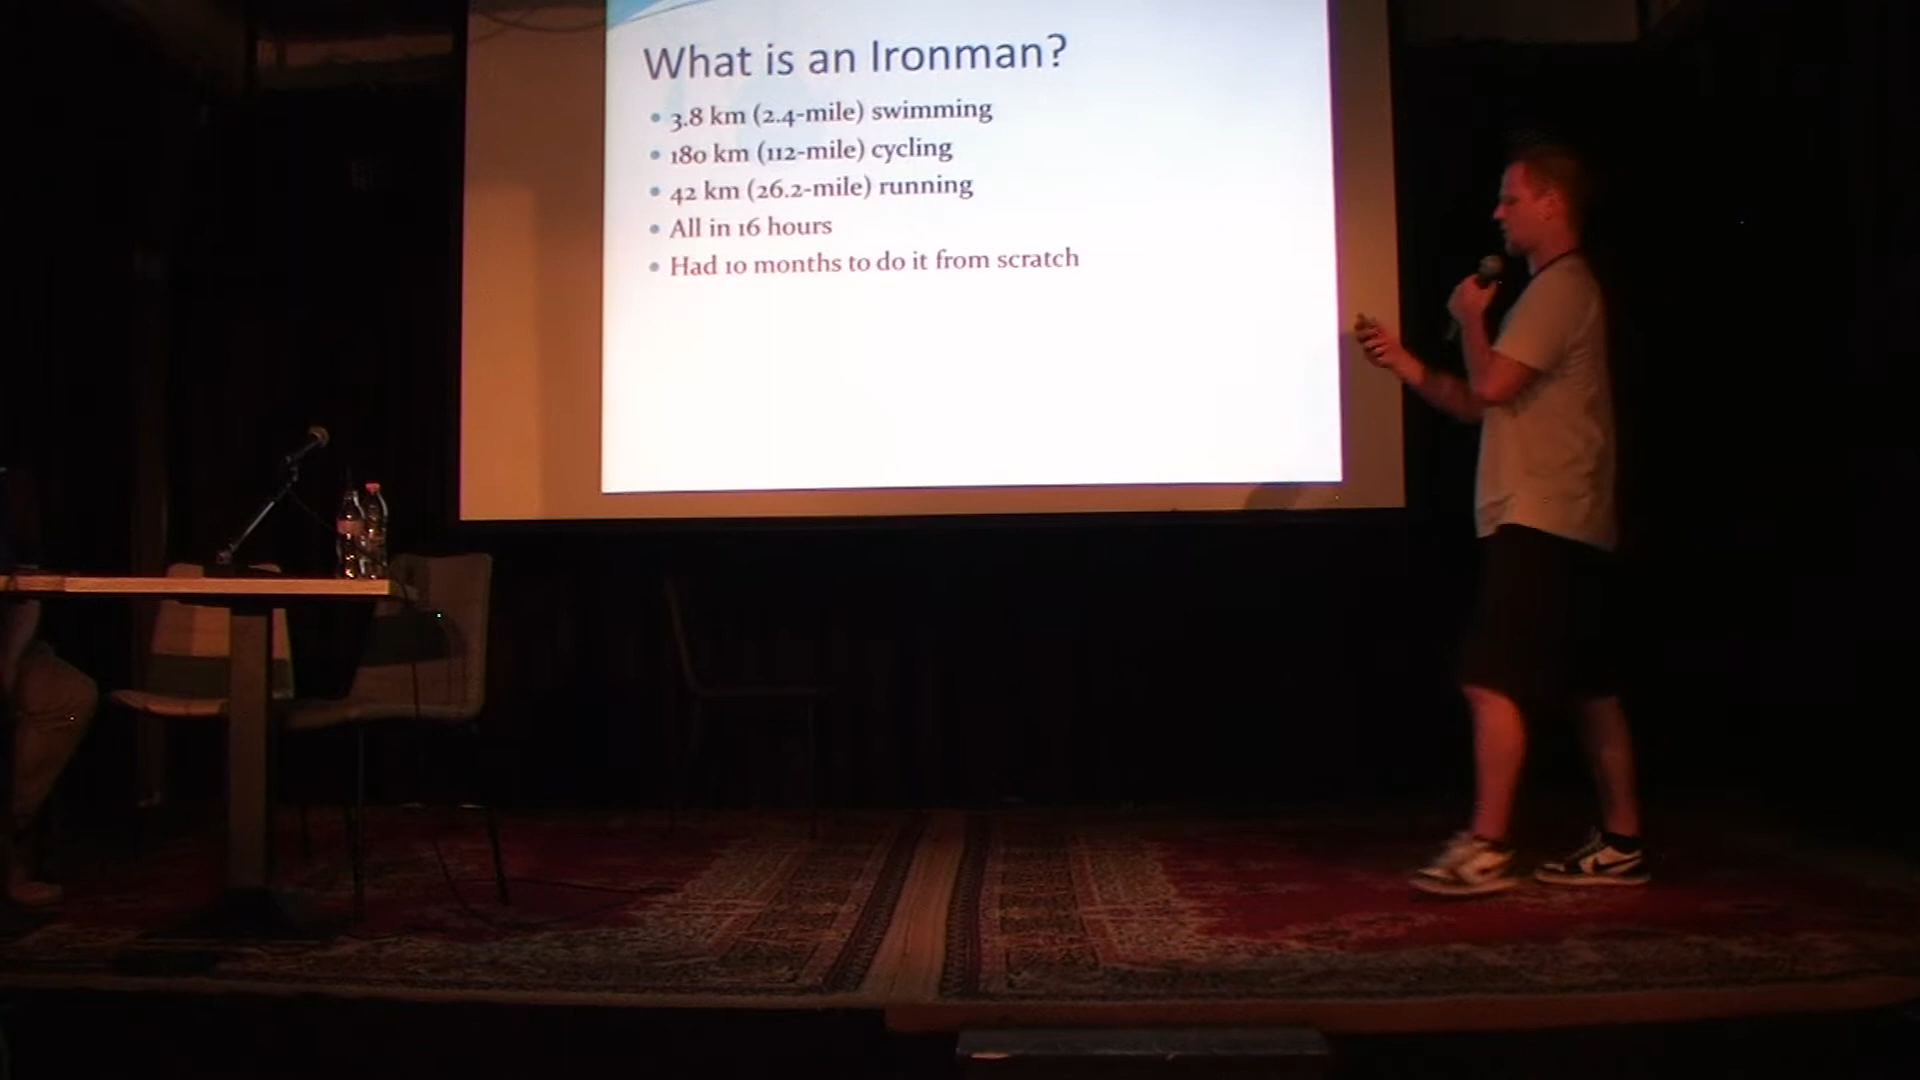 What is an Ironman?
• 3.8 km (2.4-mile) swimming
• 180 km (112-mile) cycling
• 42 km (26.2-mile) running
• All in 16 hours
• Had 10 months to do it from scratch